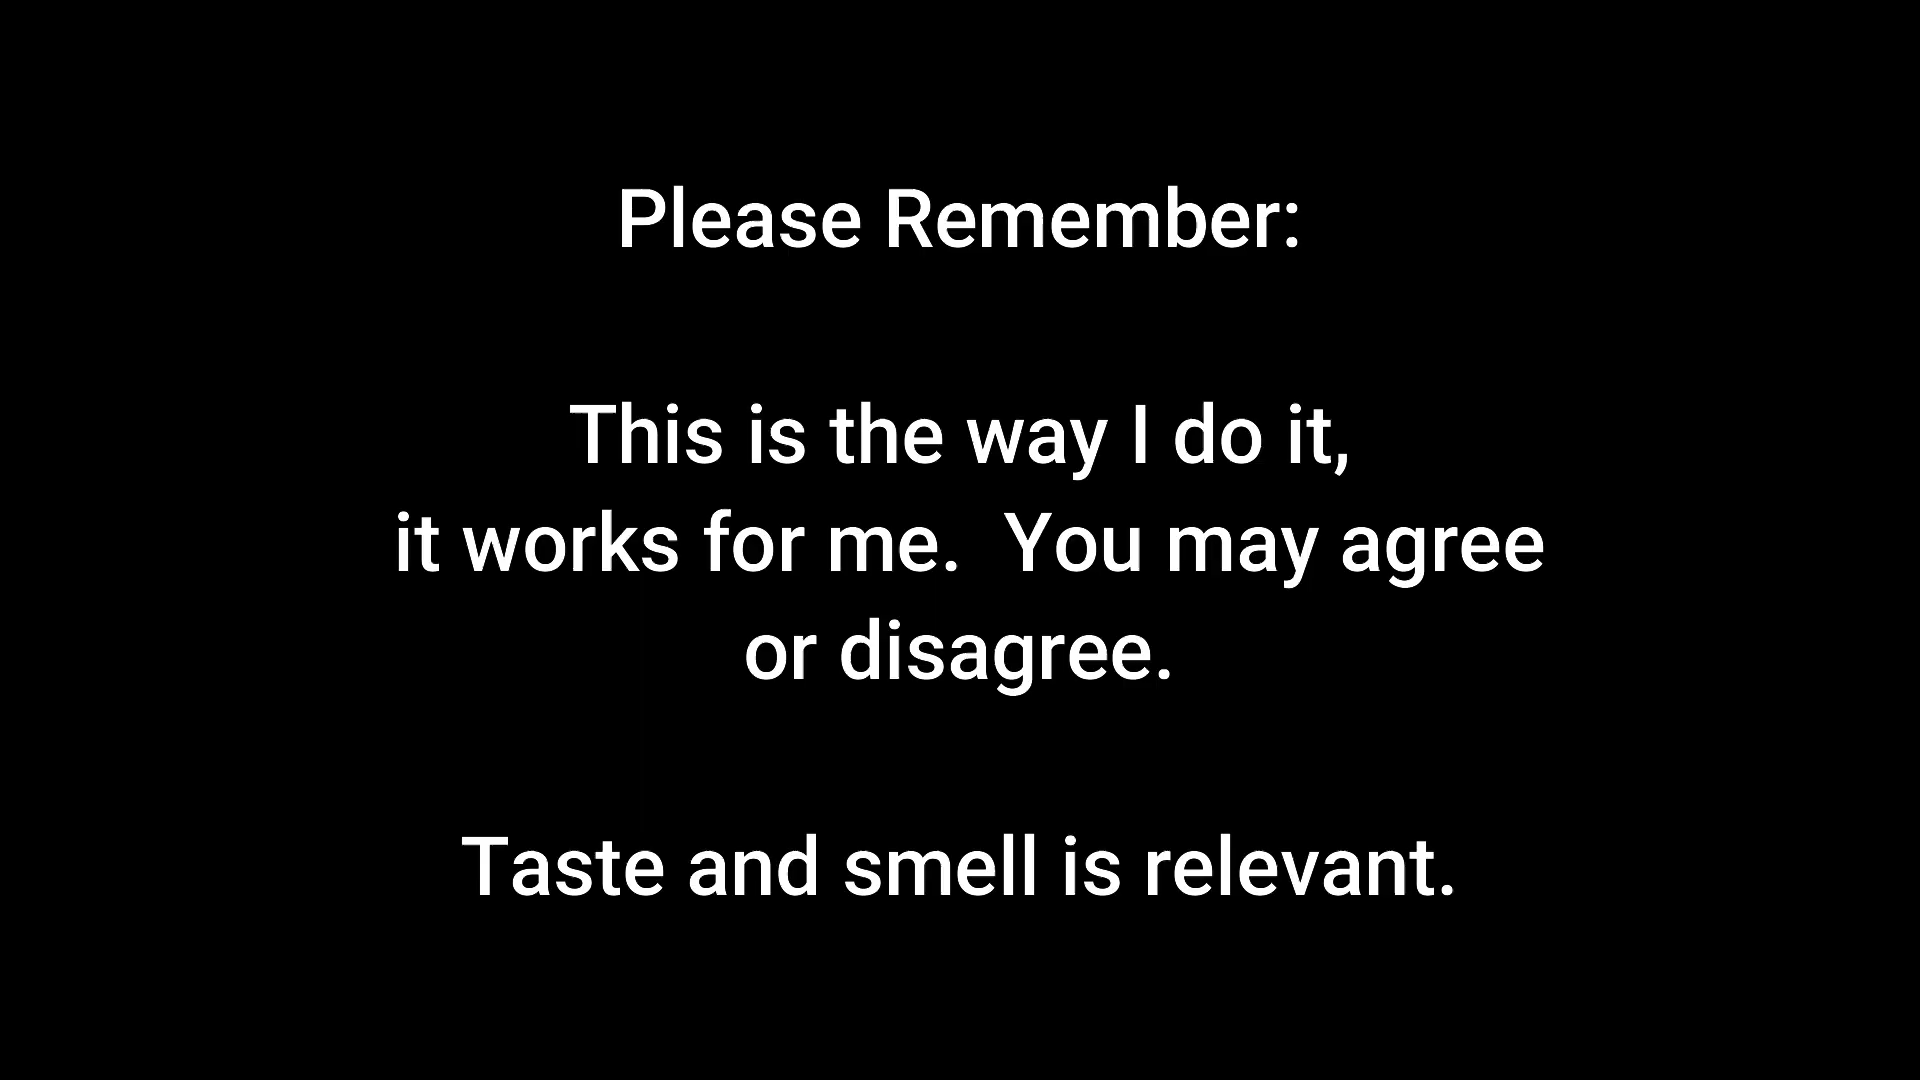 Please Remember:
This is the way I do it,
it works for me.  You may agree
or disagree.
Taste and smell is relevant.